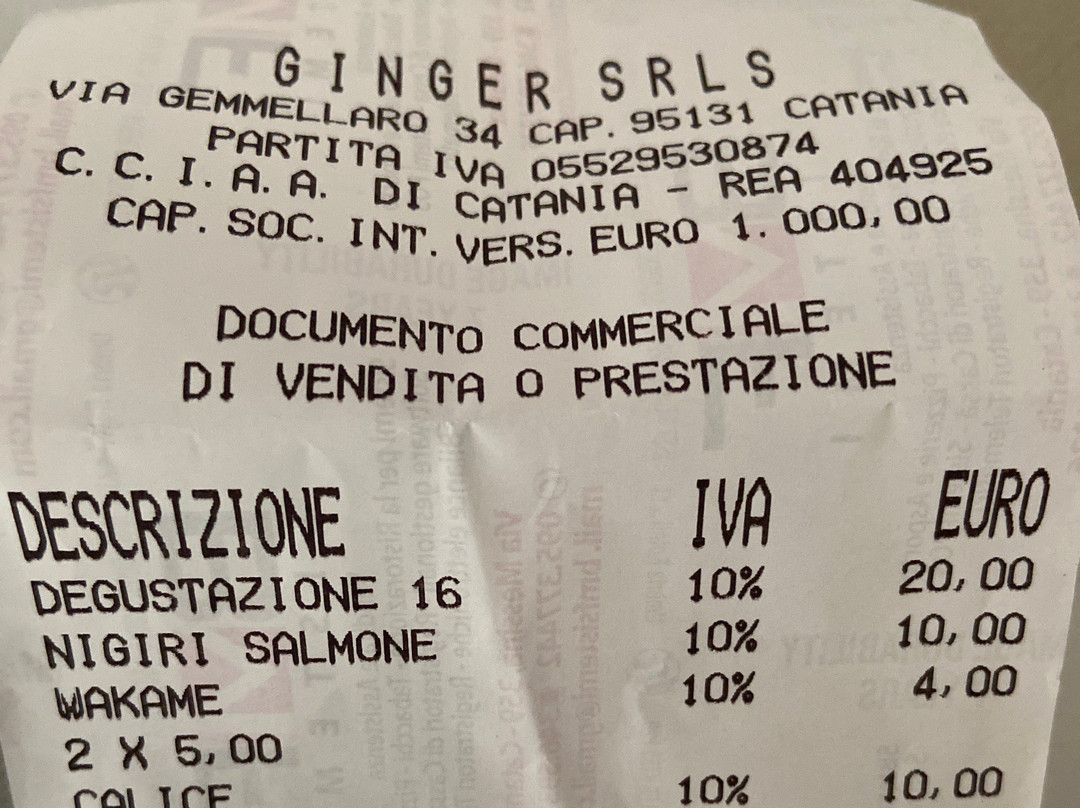 GINGER SRLS
VIA GEMMELLARO 34 CAP. 95131 CATANIA
PARTITA IVA 05529530874
C. C. I. A. A. DI CATANIA - REA 404925
CAP. SOC. INT. VERS. EURO 1. 000, 00
DOCUMENTO COMMERCIALE
DI VENDITA O PRESTAZIONE
DESCRIZIONE IVA EURO
DEGUSTAZIONE 16 10% 20, 00
NIGIRI SALMONE 10% 10, 00
WAKAME 10% 4, 00
2 X 5, 00
CALICE 10% 10, 00